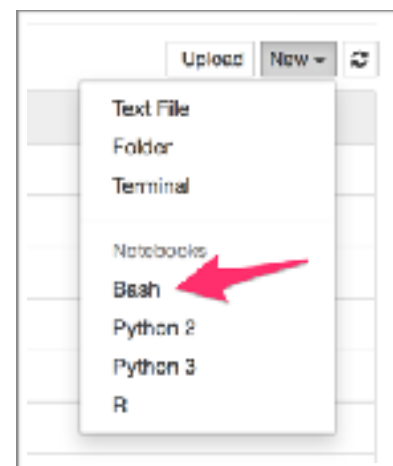 Upload New
Text File
Folder
Terminal
Notebooks
Bash
Python 2
Python 3
R